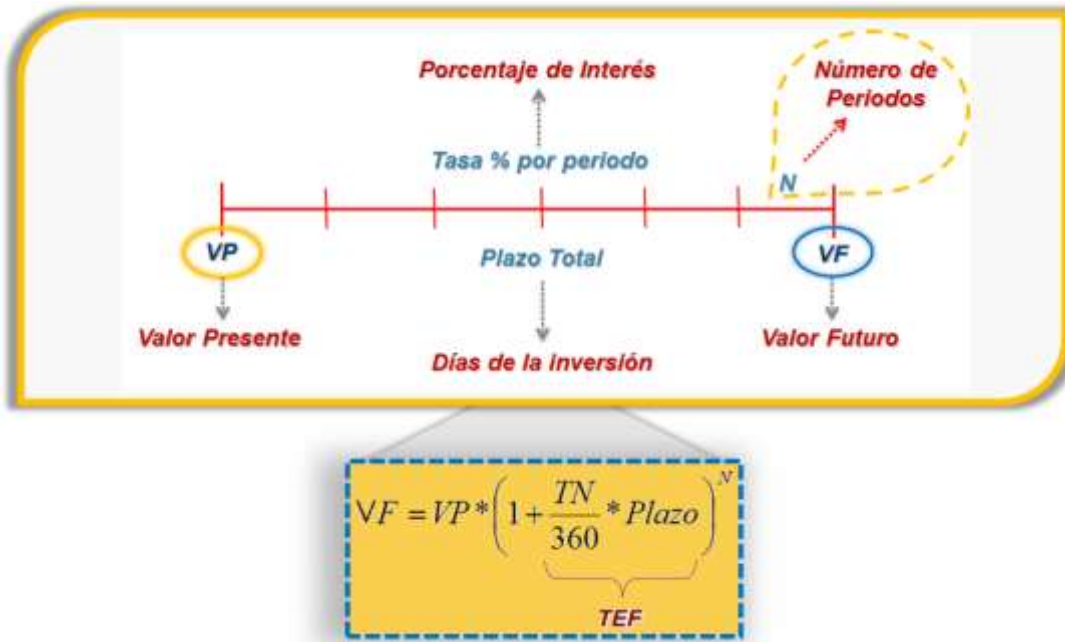 Porcentaje de Interés
Número de
Periodos
Tasa % por periodo
N
VP
Plazo Total
VF
Valor Presente
Valor Futuro
Días de la inversión
VF = VP * ( 1 + TN / 360 * Plazo ) ^N
TEF